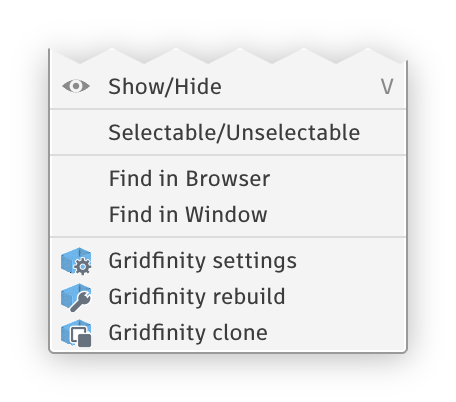 Show/Hide V
Selectable/Unselectable
Find in Browser
Find in Window
Gridfinity settings
Gridfinity rebuild
Gridfinity clone